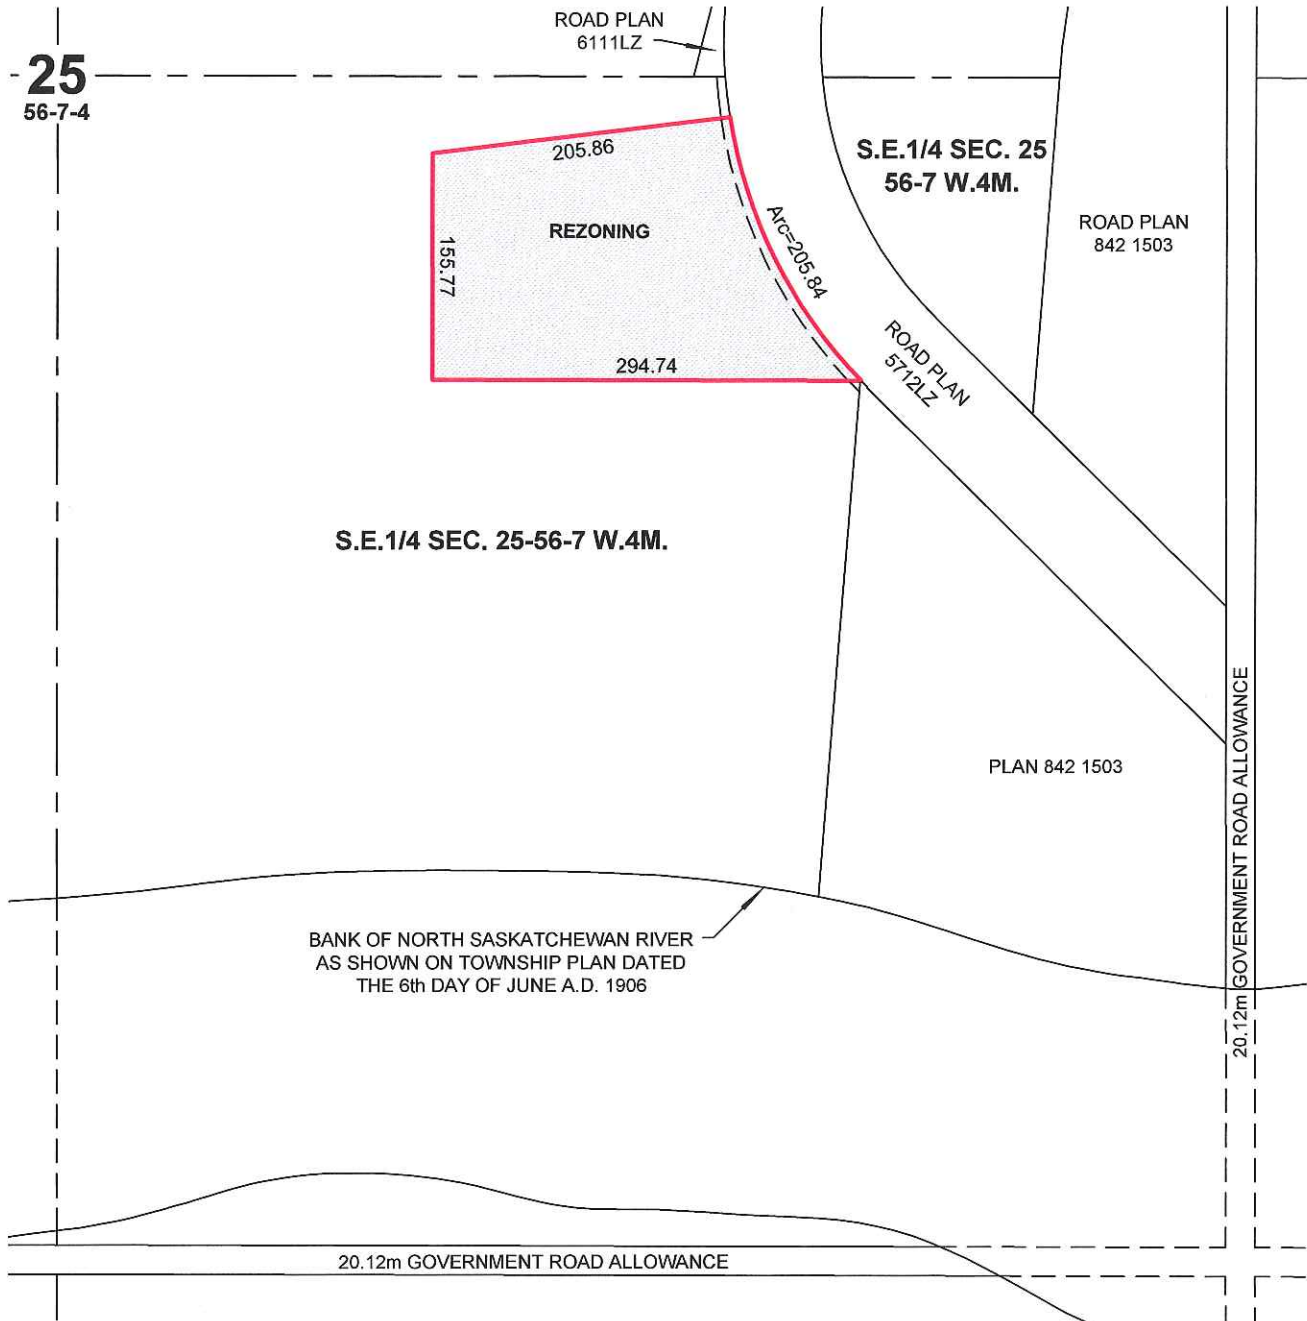 ROAD PLAN
6111LZ
25
56-7-4
205.86
S.E.1/4 SEC. 25
56-7 W.4M.
REZONING
Arc=205.84
ROAD PLAN
842 1503
155.77
294.74
ROAD PLAN
5712LZ
S.E.1/4 SEC. 25-56-7 W.4M.
PLAN 842 1503
20.12m GOVERNMENT ROAD ALLOWANCE
BANK OF NORTH SASKATCHEWAN RIVER
AS SHOWN ON TOWNSHIP PLAN DATED
THE 6th DAY OF JUNE A.D. 1906
20.12m GOVERNMENT ROAD ALLOWANCE